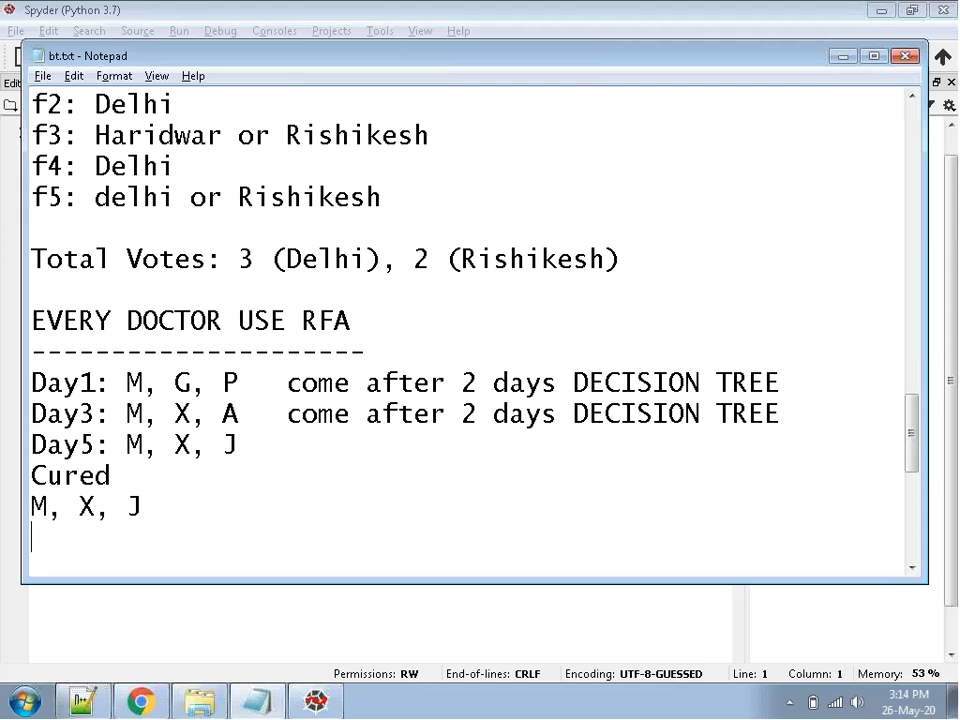 Spyder (Python 3.7)
File Edit Search Source Run Debug Consoles Projects Tools View Help
bt.txt - Notepad
File Edit Format View Help
f2: Delhi
f3: Haridwar or Rishikesh
f4: Delhi
f5: delhi or Rishikesh
Total Votes: 3 (Delhi), 2 (Rishikesh)
EVERY DOCTOR USE RFA
---------------------
Day1: M, G, P   come after 2 days DECISION TREE
Day3: M, X, A   come after 2 days DECISION TREE
Day5: M, X, J
Cured
M, X, J
Permissions: RW End-of-lines: CRLF Encoding: UTF-8-GUESSED Line: 1 Column: 1 Memory: 53 %
3:14 PM
26-May-20